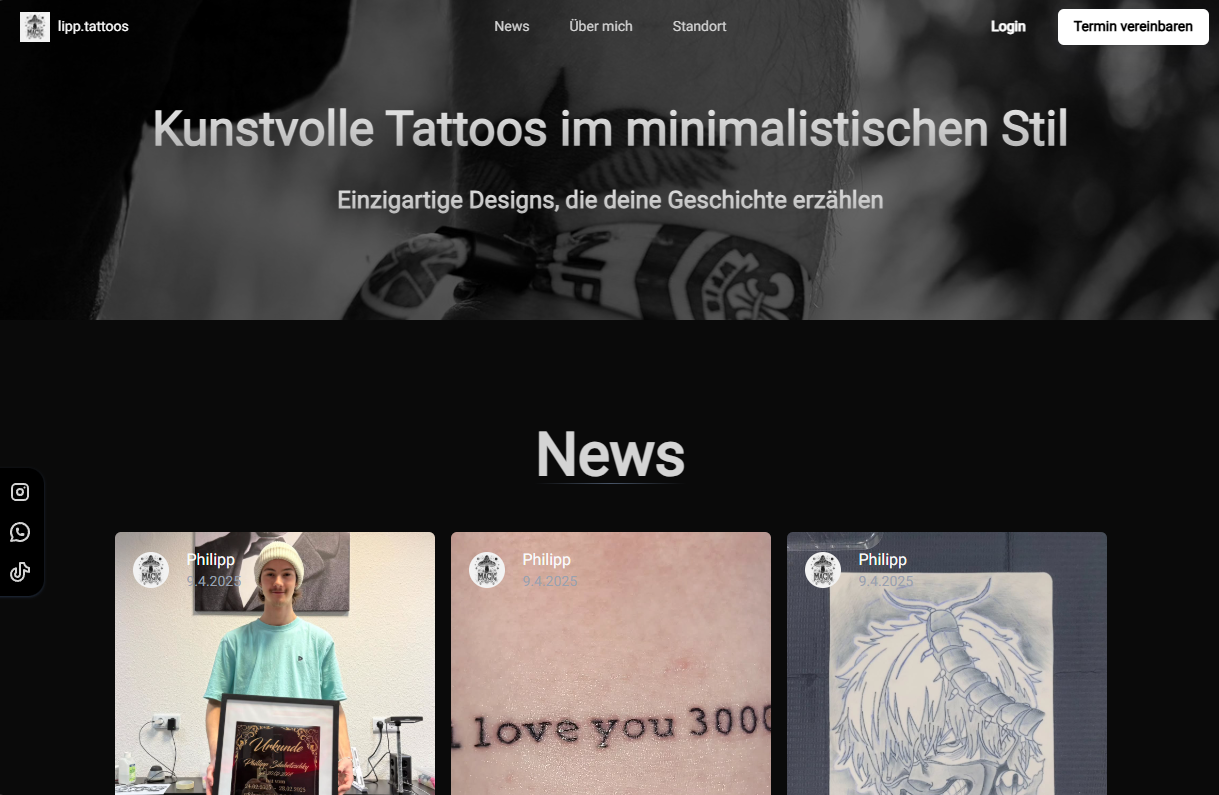 lipp.tattoos
News
Über mich
Standort
Login
Termin vereinbaren
Kunstvolle Tattoos im minimalistischen Stil
Einzigartige Designs, die deine Geschichte erzählen
News
Philipp
9.4.2025
Philipp
9.4.2025
Philipp
9.4.2025
Urkunde
i love you 3000